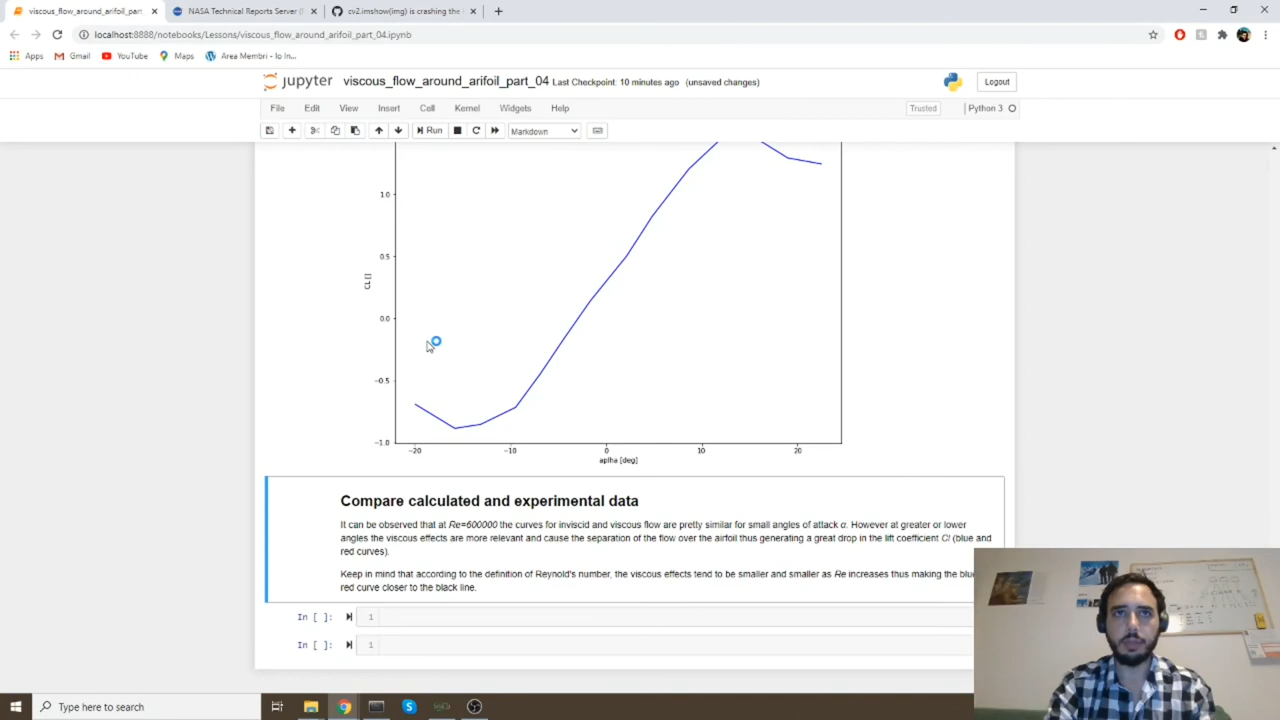 viscous_flow_around_arifoil_part_
NASA Technical Reports Server (
cv2.imshow(img) is crashing the
localhost:8888/notebooks/Lessons/viscous_flow_around_arifoil_part_04.ipynb
Apps Gmail YouTube Maps Area Membri - Io In...
jupyter viscous_flow_around_arifoil_part_04 Last Checkpoint: 10 minutes ago (unsaved changes)
Logout
File Edit View Insert Cell Kernel Widgets Help
Trusted Python 3
Run Markdown
1.0
0.5
CL []
0.0
−0.5
−1.0
−20 −10 0 10 20
aplha [deg]
Compare calculated and experimental data
It can be observed that at Re=600000 the curves for inviscid and viscous flow are pretty similar for small angles of attack α. However at greater or lower
angles the viscous effects are more relevant and cause the separation of the flow over the airfoil thus generating a great drop in the lift coefficient Cl (blue and
red curves).
Keep in mind that according to the definition of Reynold's number, the viscous effects tend to be smaller and smaller as Re increases thus making the blue
red curve closer to the black line.
In [ ]: 1
In [ ]: 1
Type here to search